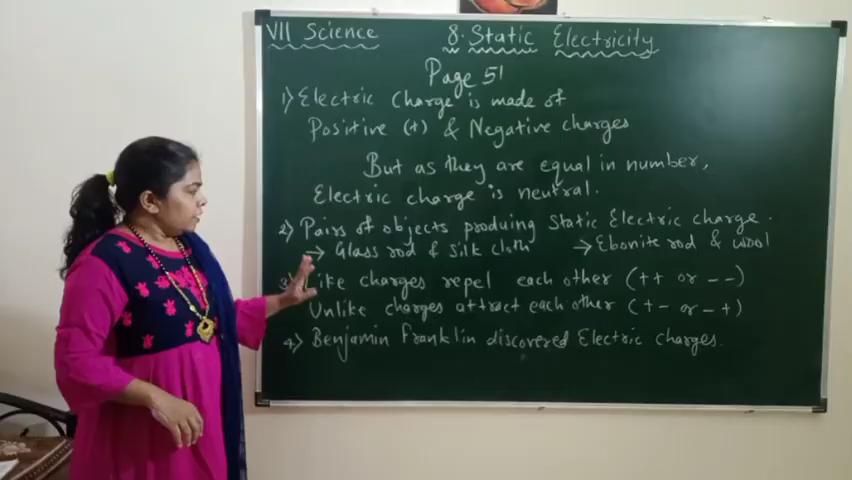 VII Science 8. Static Electricity
Page 51
1) Electric Charge is made of
Positive (+) & Negative charges
But as they are equal in number,
Electric charge is neutral.
2) Pairs of objects produing Static Electric charge.
→ Glass rod & Silk cloth → Ebonite rod & wool
3) Like charges repel each other (++ or --)
Unlike charges attract each other (+- or -+)
4) Benjamin Franklin discovered Electric Charges.